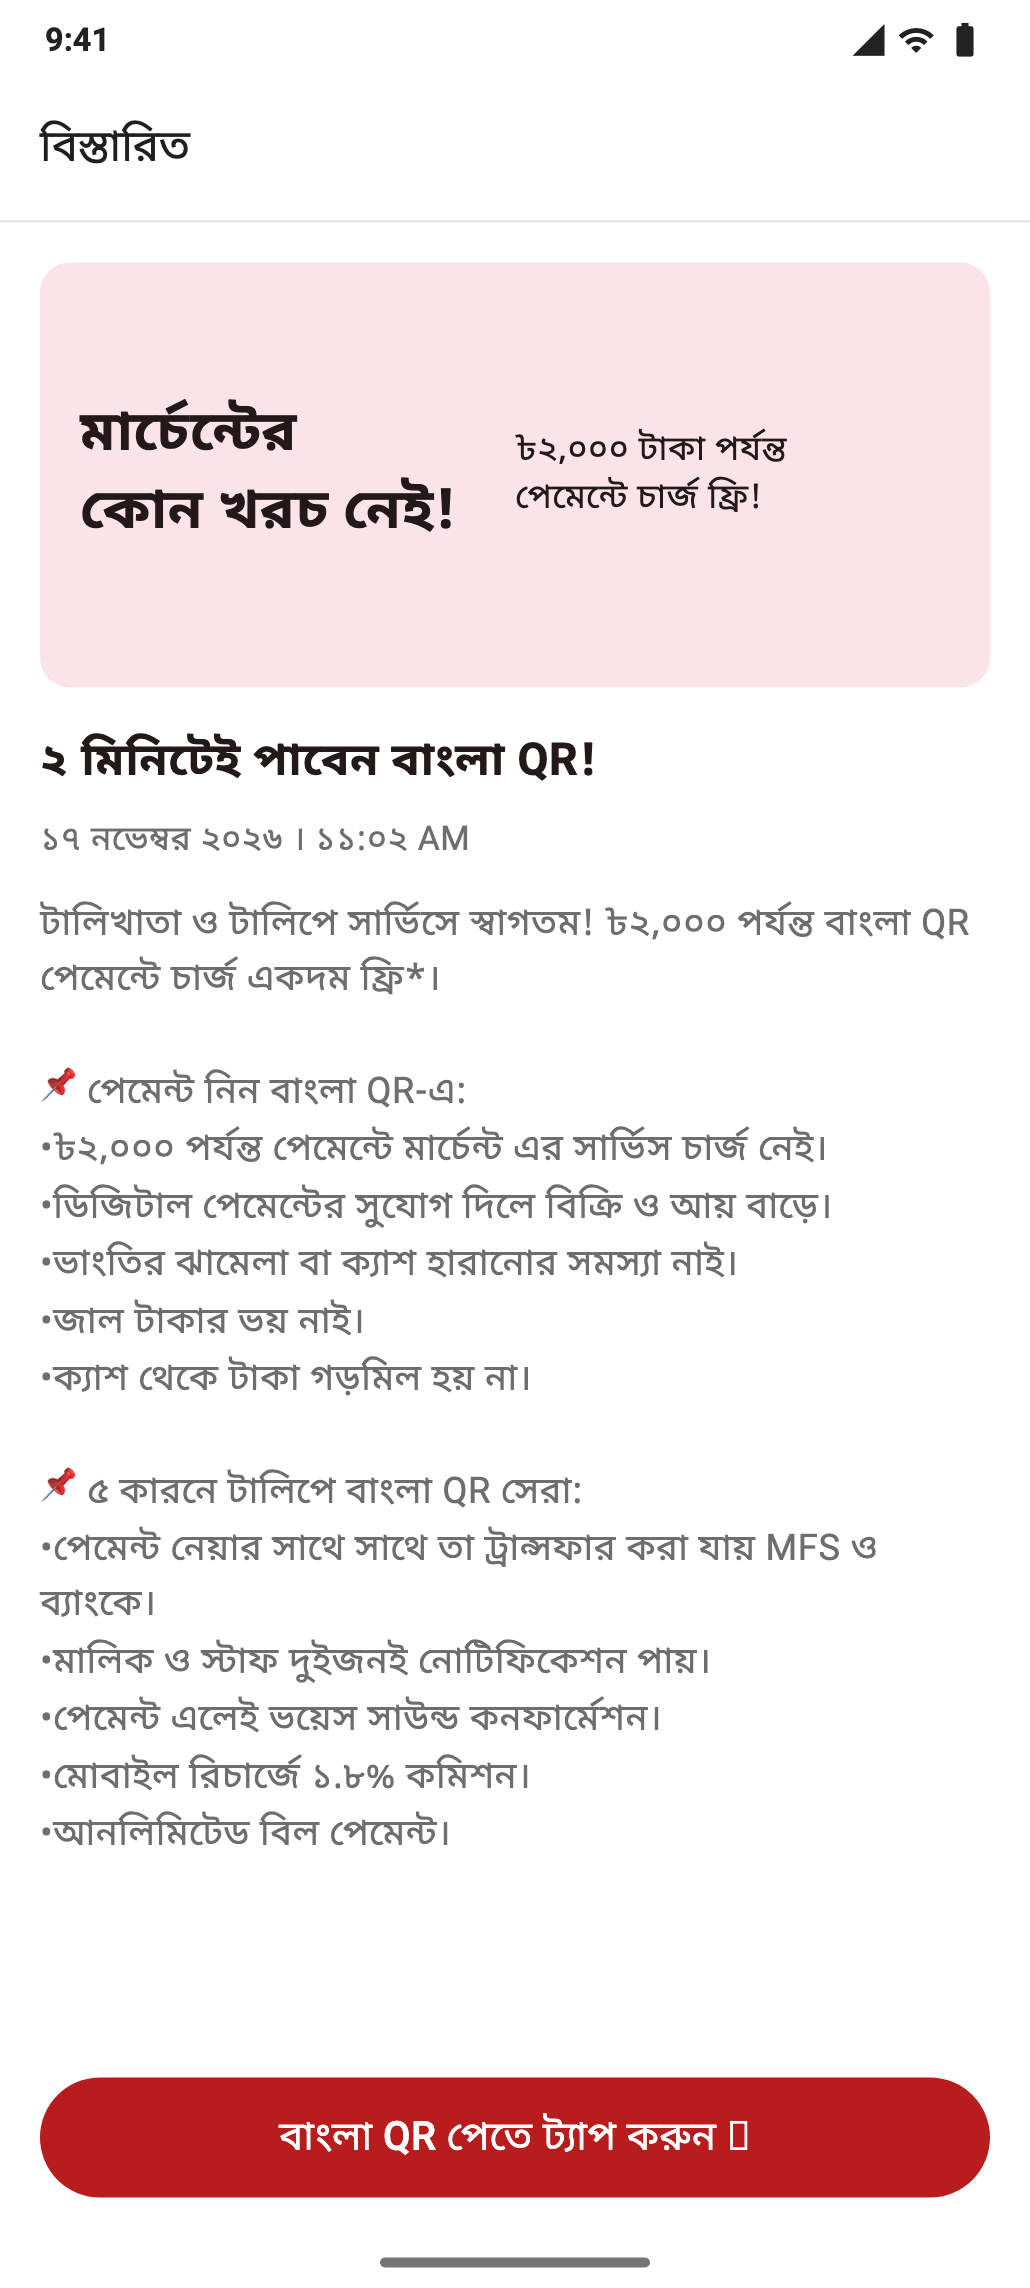 9:41
বিস্তারিত
মার্চেন্টের
কোন খরচ নেই!
৳২,০০০ টাকা পর্যন্ত
পেমেন্টে চার্জ ফ্রি!
২ মিনিটেই পাবেন বাংলা QR!
১৭ নভেম্বর ২০২৬ । ১১:০২ AM
টালিখাতা ও টালিপে সার্ভিসে স্বাগতম! ৳২,০০০ পর্যন্ত বাংলা QR
পেমেন্টে চার্জ একদম ফ্রি*।
📌 পেমেন্ট নিন বাংলা QR-এ:
•৳২,০০০ পর্যন্ত পেমেন্টে মার্চেন্ট এর সার্ভিস চার্জ নেই।
•ডিজিটাল পেমেন্টের সুযোগ দিলে বিক্রি ও আয় বাড়ে।
•ভাংতির ঝামেলা বা ক্যাশ হারানোর সমস্যা নাই।
•জাল টাকার ভয় নাই।
•ক্যাশ থেকে টাকা গড়মিল হয় না।
📌 ৫ কারনে টালিপে বাংলা QR সেরা:
•পেমেন্ট নেয়ার সাথে সাথে তা ট্রান্সফার করা যায় MFS ও
ব্যাংকে।
•মালিক ও স্টাফ দুইজনই নোটিফিকেশন পায়।
•পেমেন্ট এলেই ভয়েস সাউন্ড কনফার্মেশন।
•মোবাইল রিচার্জে ১.৮% কমিশন।
•আনলিমিটেড বিল পেমেন্ট।
বাংলা QR পেতে ট্যাপ করুন